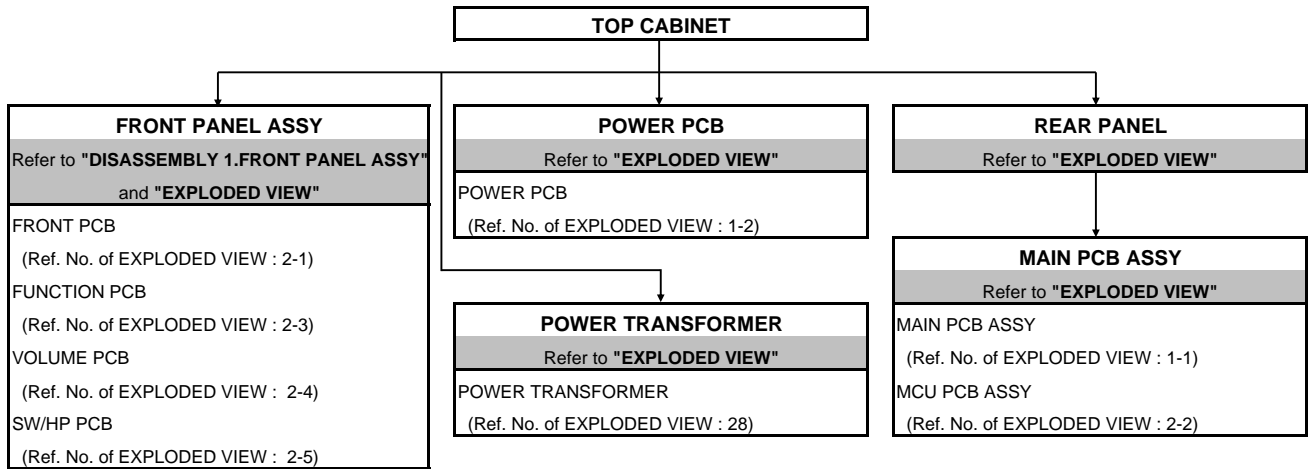 TOP CABINET
FRONT PANEL ASSY
Refer to "DISASSEMBLY 1.FRONT PANEL ASSY"
and "EXPLODED VIEW"
FRONT PCB
(Ref. No. of EXPLODED VIEW : 2-1)
FUNCTION PCB
(Ref. No. of EXPLODED VIEW : 2-3)
VOLUME PCB
(Ref. No. of EXPLODED VIEW : 2-4)
SW/HP PCB
(Ref. No. of EXPLODED VIEW : 2-5)
POWER PCB
Refer to "EXPLODED VIEW"
POWER PCB
(Ref. No. of EXPLODED VIEW : 1-2)
POWER TRANSFORMER
Refer to "EXPLODED VIEW"
POWER TRANSFORMER
(Ref. No. of EXPLODED VIEW : 28)
REAR PANEL
Refer to "EXPLODED VIEW"
MAIN PCB ASSY
Refer to "EXPLODED VIEW"
MAIN PCB ASSY
(Ref. No. of EXPLODED VIEW : 1-1)
MCU PCB ASSY
(Ref. No. of EXPLODED VIEW : 2-2)